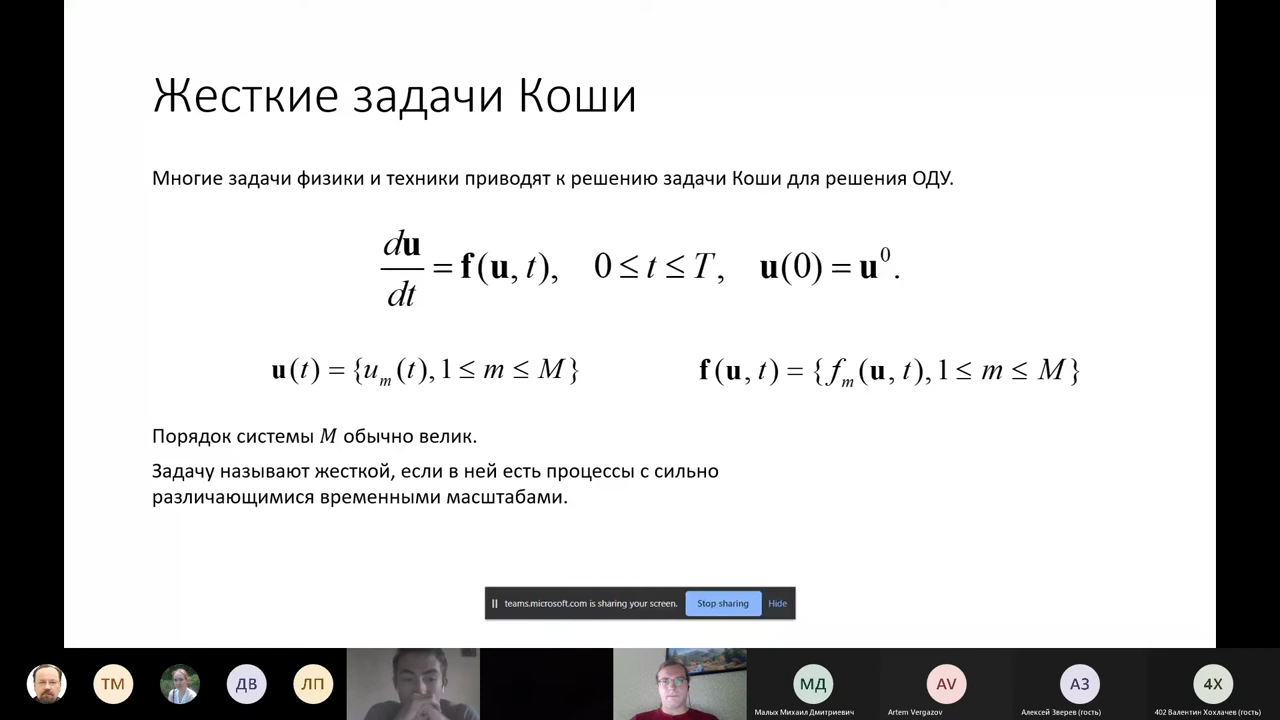 Жесткие задачи Коши
Многие задачи физики и техники приводят к решению задачи Коши для решения ОДУ.
du/dt = f(u, t), 0 ≤ t ≤ T, u(0) = u⁰.
u(t) = {uₘ(t), 1 ≤ m ≤ M} f(u, t) = {fₘ(u, t), 1 ≤ m ≤ M}
Порядок системы M обычно велик.
Задачу называют жесткой, если в ней есть процессы с сильно
различающимися временными масштабами.
teams.microsoft.com is sharing your screen. Stop sharing Hide
ТМ ДВ ЛП МД AV АЗ 4Х
Малых Михаил Дмитриевич Artem Vergazov Алексей Зверев (гость) 402 Валентин Хохлачев (гость)